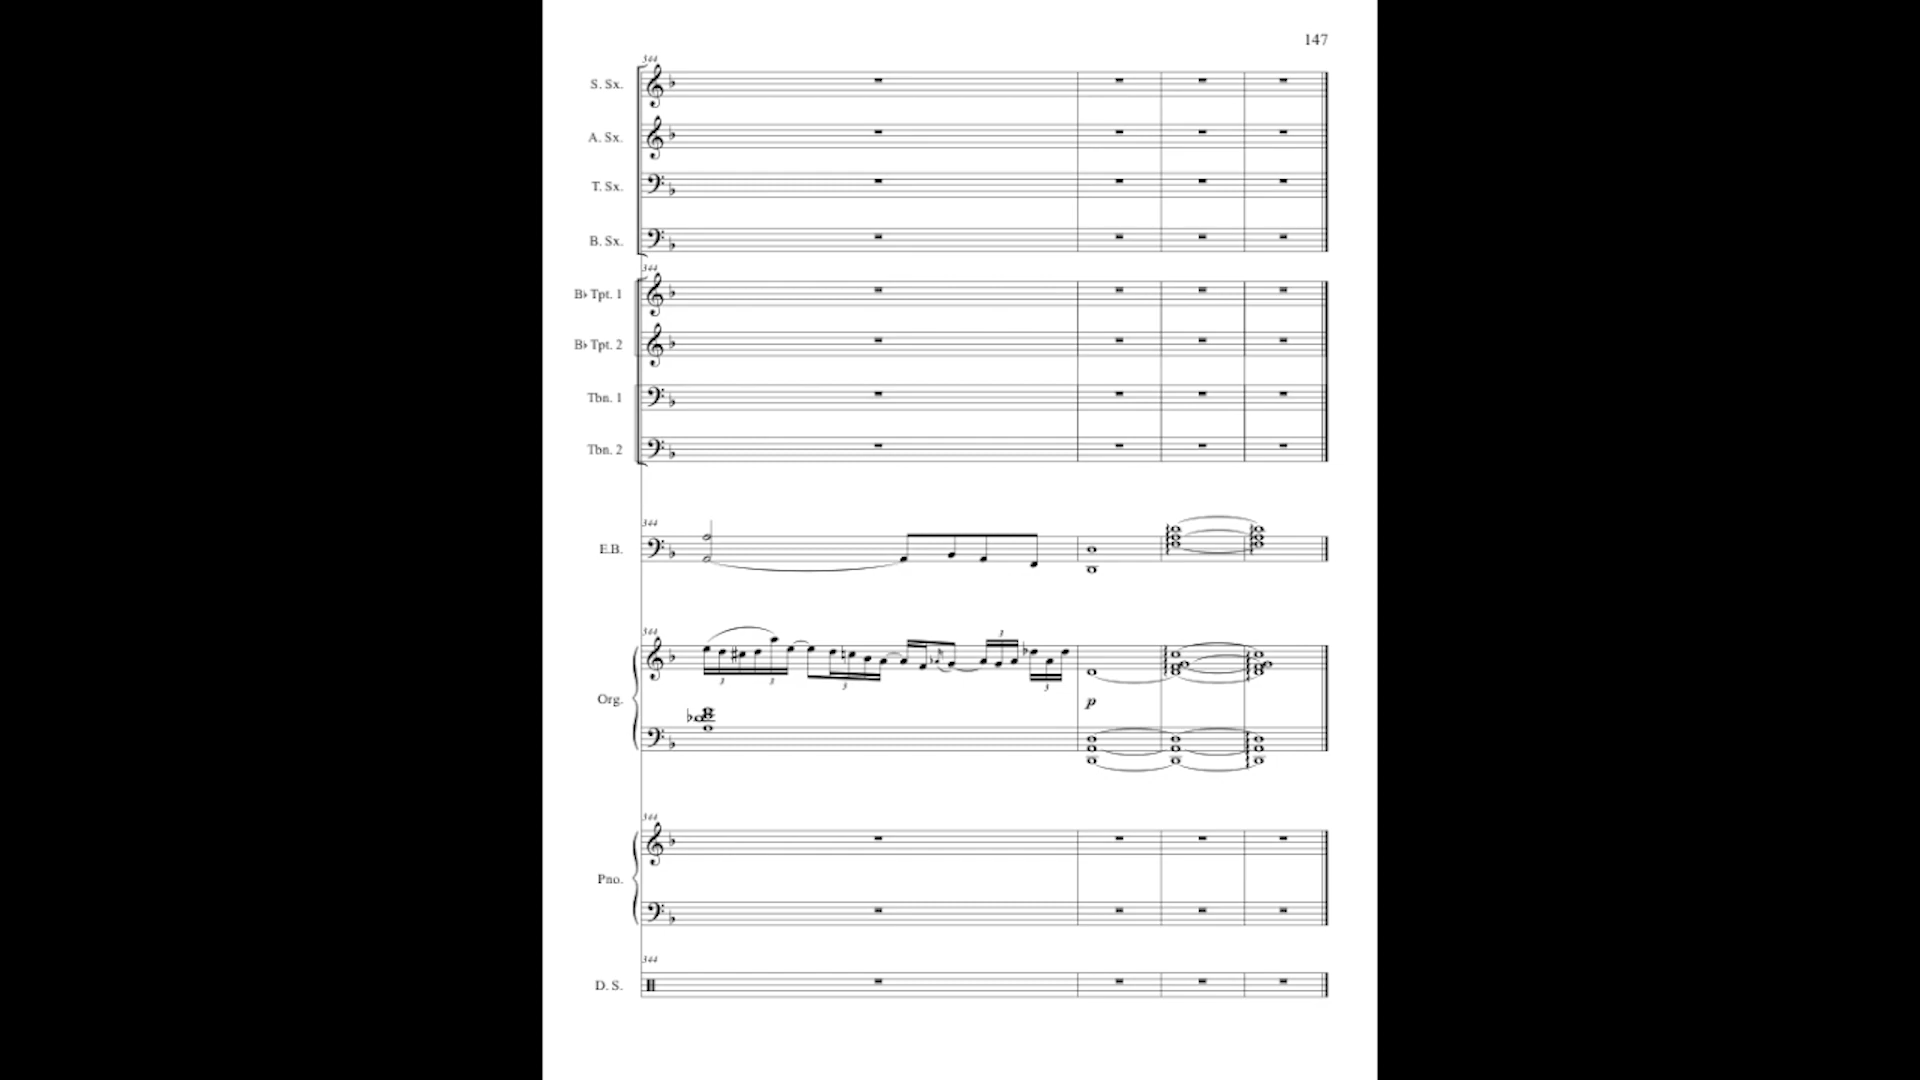 147
344
S. Sx.
A. Sx.
T. Sx.
B. Sx.
344
B♭ Tpt. 1
B♭ Tpt. 2
Tbn. 1
Tbn. 2
344
E.B.
344
3
3 3 3 3
p
Org.
344
Pno.
344
D. S.